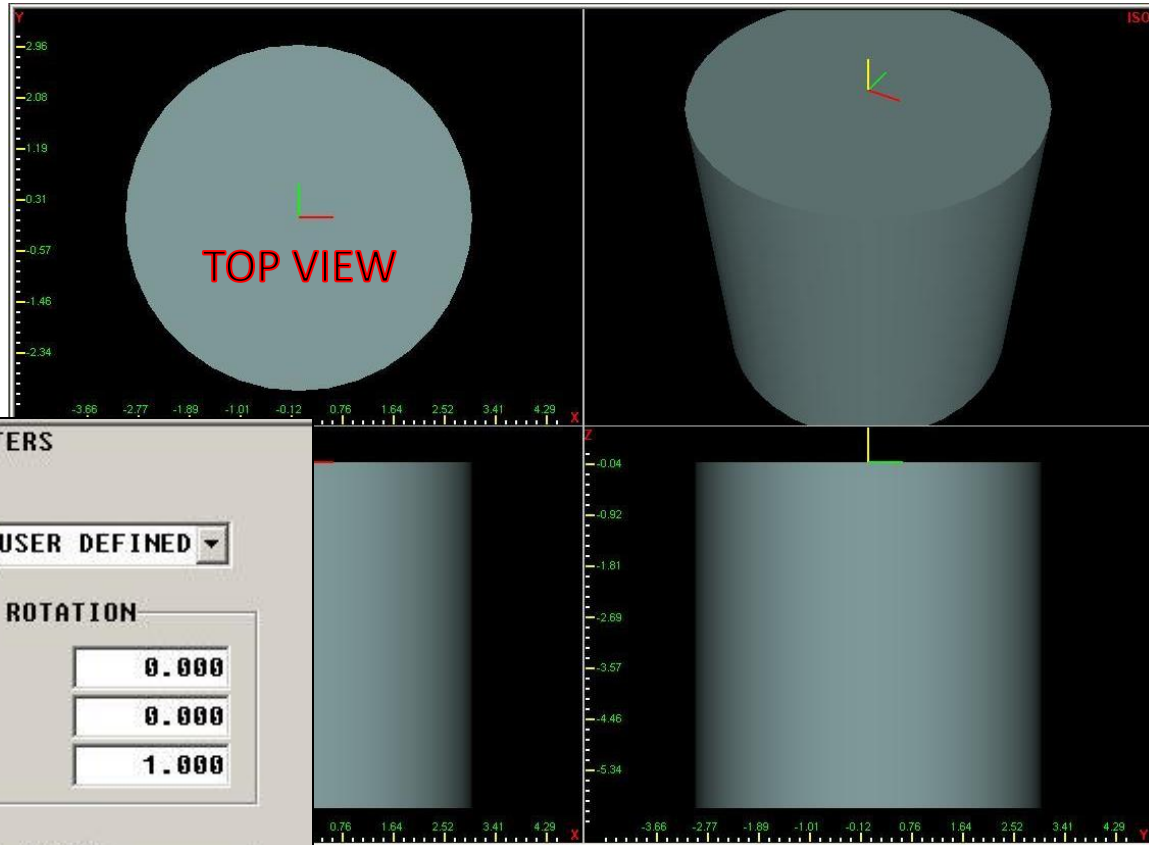 Y
ISO
2.96
2.08
1.19
0.31
-0.57
-1.46
-2.34
TOP VIEW
-3.66 -2.77 -1.89 -1.01 -0.12 0.76 1.64 2.52 3.41 4.29 X
TERS
USER DEFINED
ROTATION
0.000
0.000
1.000
0.76 1.64 2.52 3.41 4.29 X
Z
-0.04
-0.92
-1.81
-2.69
-3.57
-4.46
-5.34
-3.66 -2.77 -1.89 -1.01 -0.12 0.76 1.64 2.52 3.41 4.29 Y